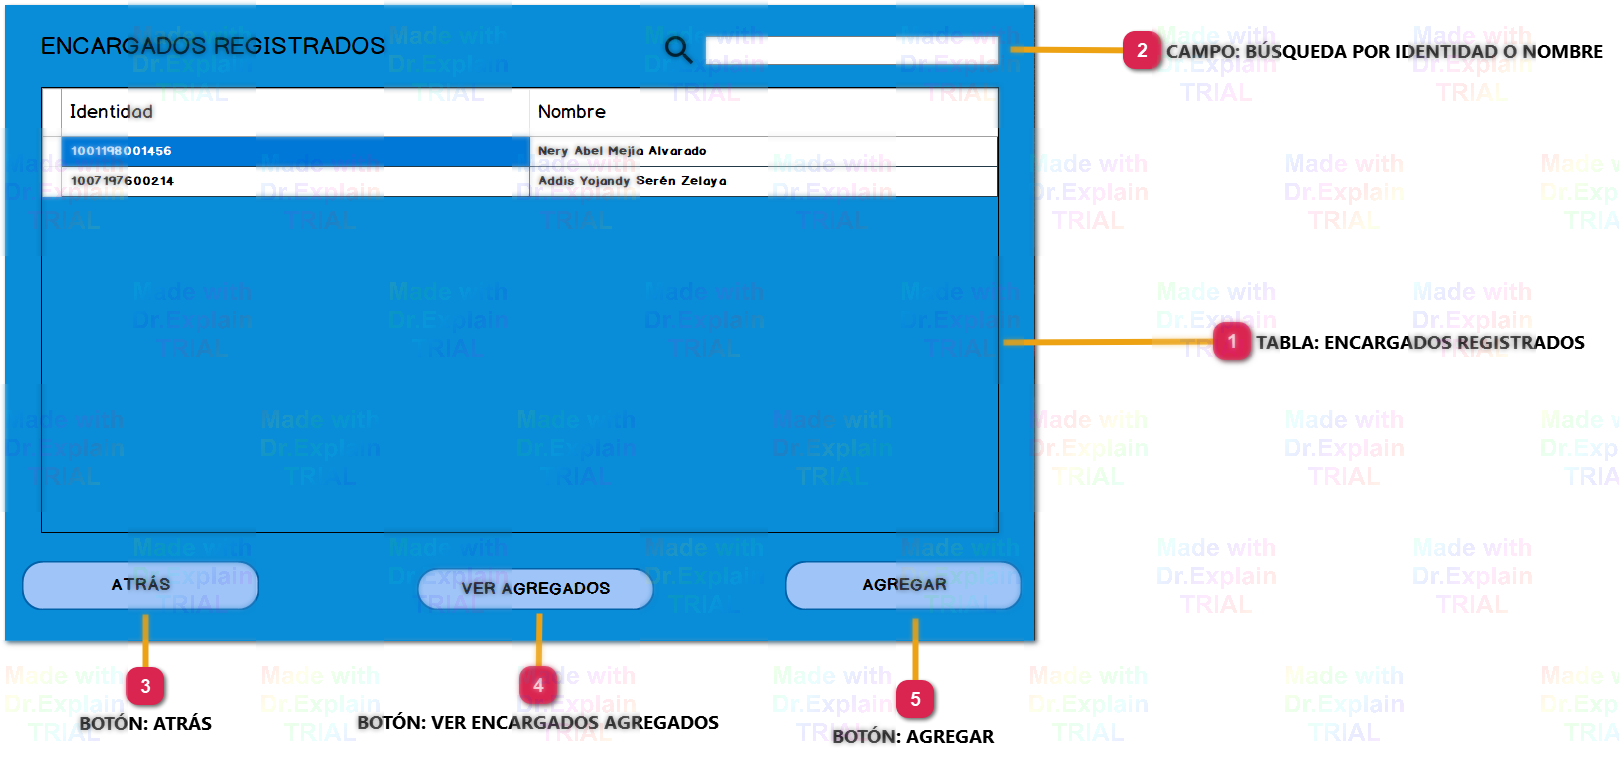 ENCARGADOS REGISTRADOS
2 CAMPO: BÚSQUEDA POR IDENTIDAD O NOMBRE
Identidad Nombre
1001198001456 Nery Abel Mejia Alvarado
1007197600214 Addis Yojandy Serén Zelaya
1 TABLA: ENCARGADOS REGISTRADOS
ATRÁS VER AGREGADOS AGREGAR
3 4 5
BOTÓN: ATRÁS BOTÓN: VER ENCARGADOS AGREGADOS BOTÓN: AGREGAR
Made with
Dr.Explain
TRIAL